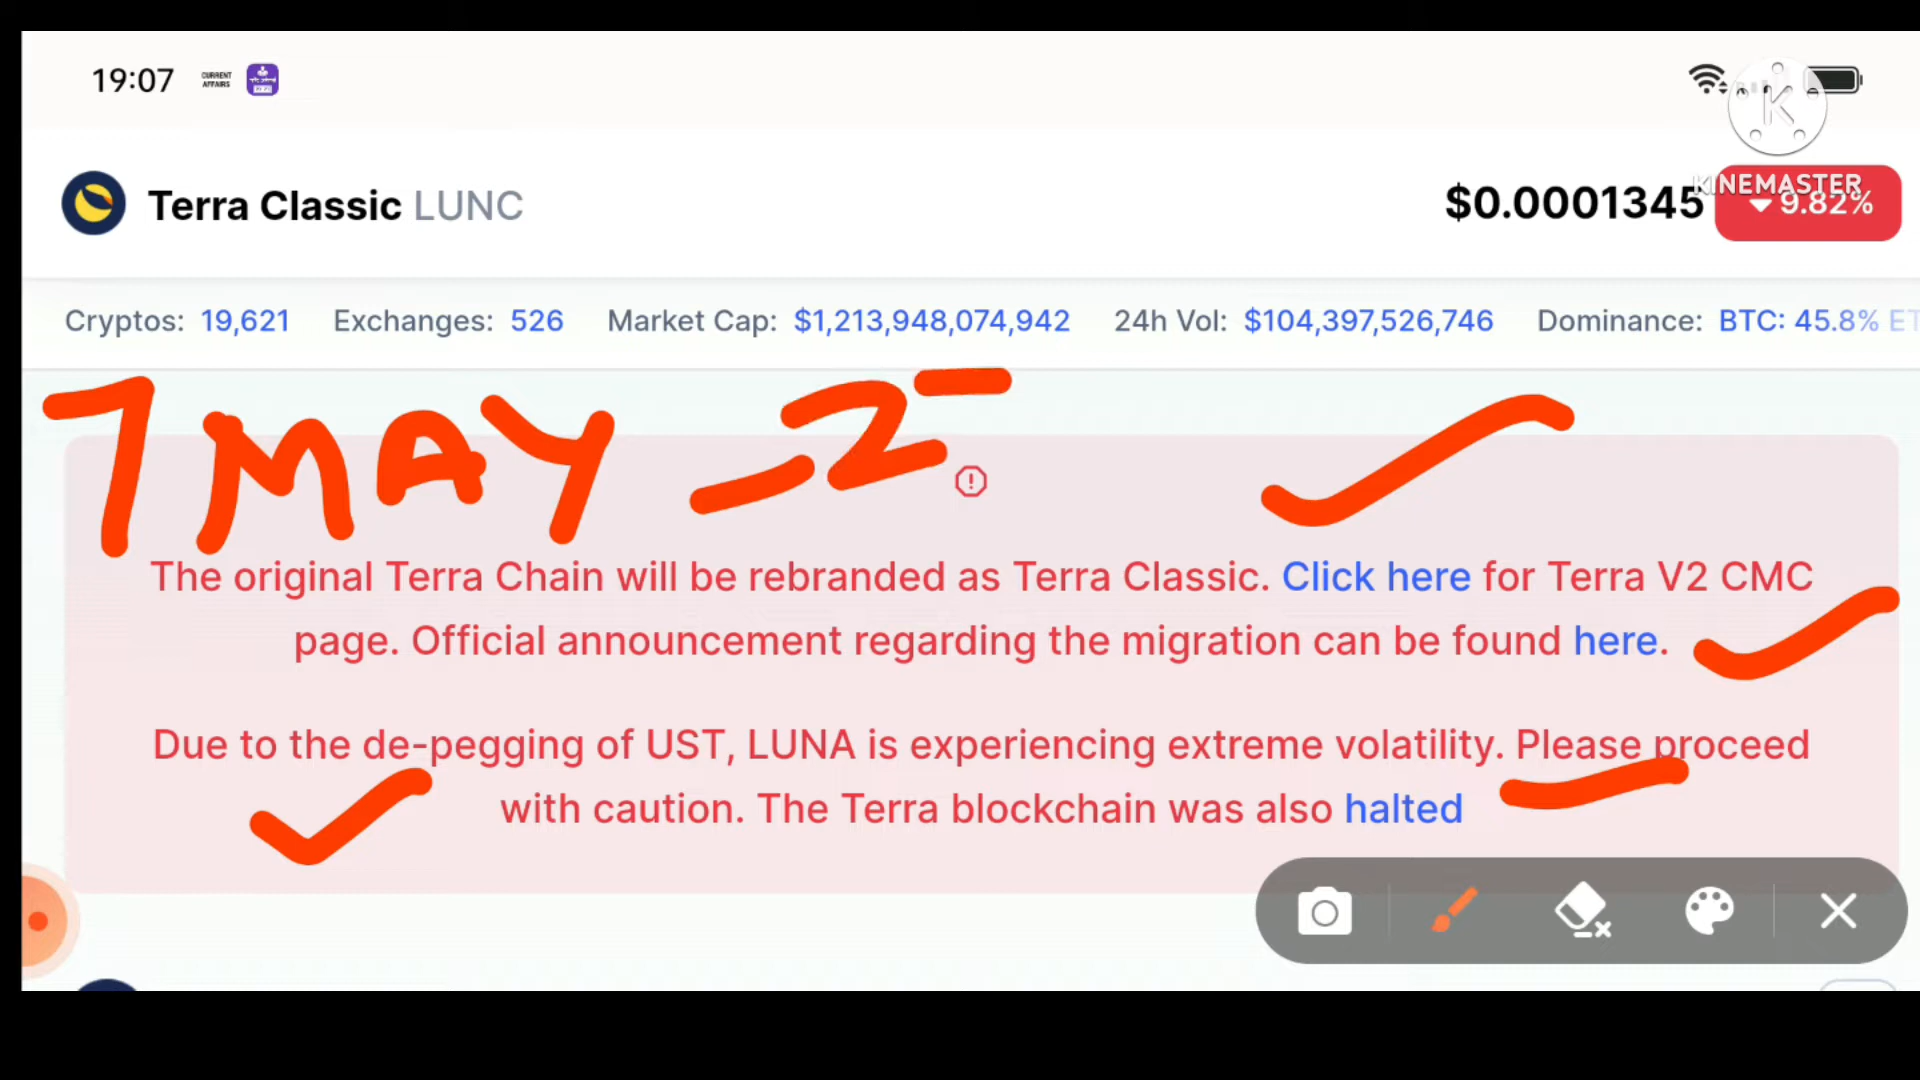 19:07 CURRENT AFFAIRS
KINEMASTER
Terra Classic LUNC $0.0001345 9.82%
Cryptos: 19,621 Exchanges: 526 Market Cap: $1,213,948,074,942 24h Vol: $104,397,526,746 Dominance: BTC: 45.8% ET
7 MAY -2
The original Terra Chain will be rebranded as Terra Classic. Click here for Terra V2 CMC
page. Official announcement regarding the migration can be found here.
Due to the de-pegging of UST, LUNA is experiencing extreme volatility. Please proceed
with caution. The Terra blockchain was also halted